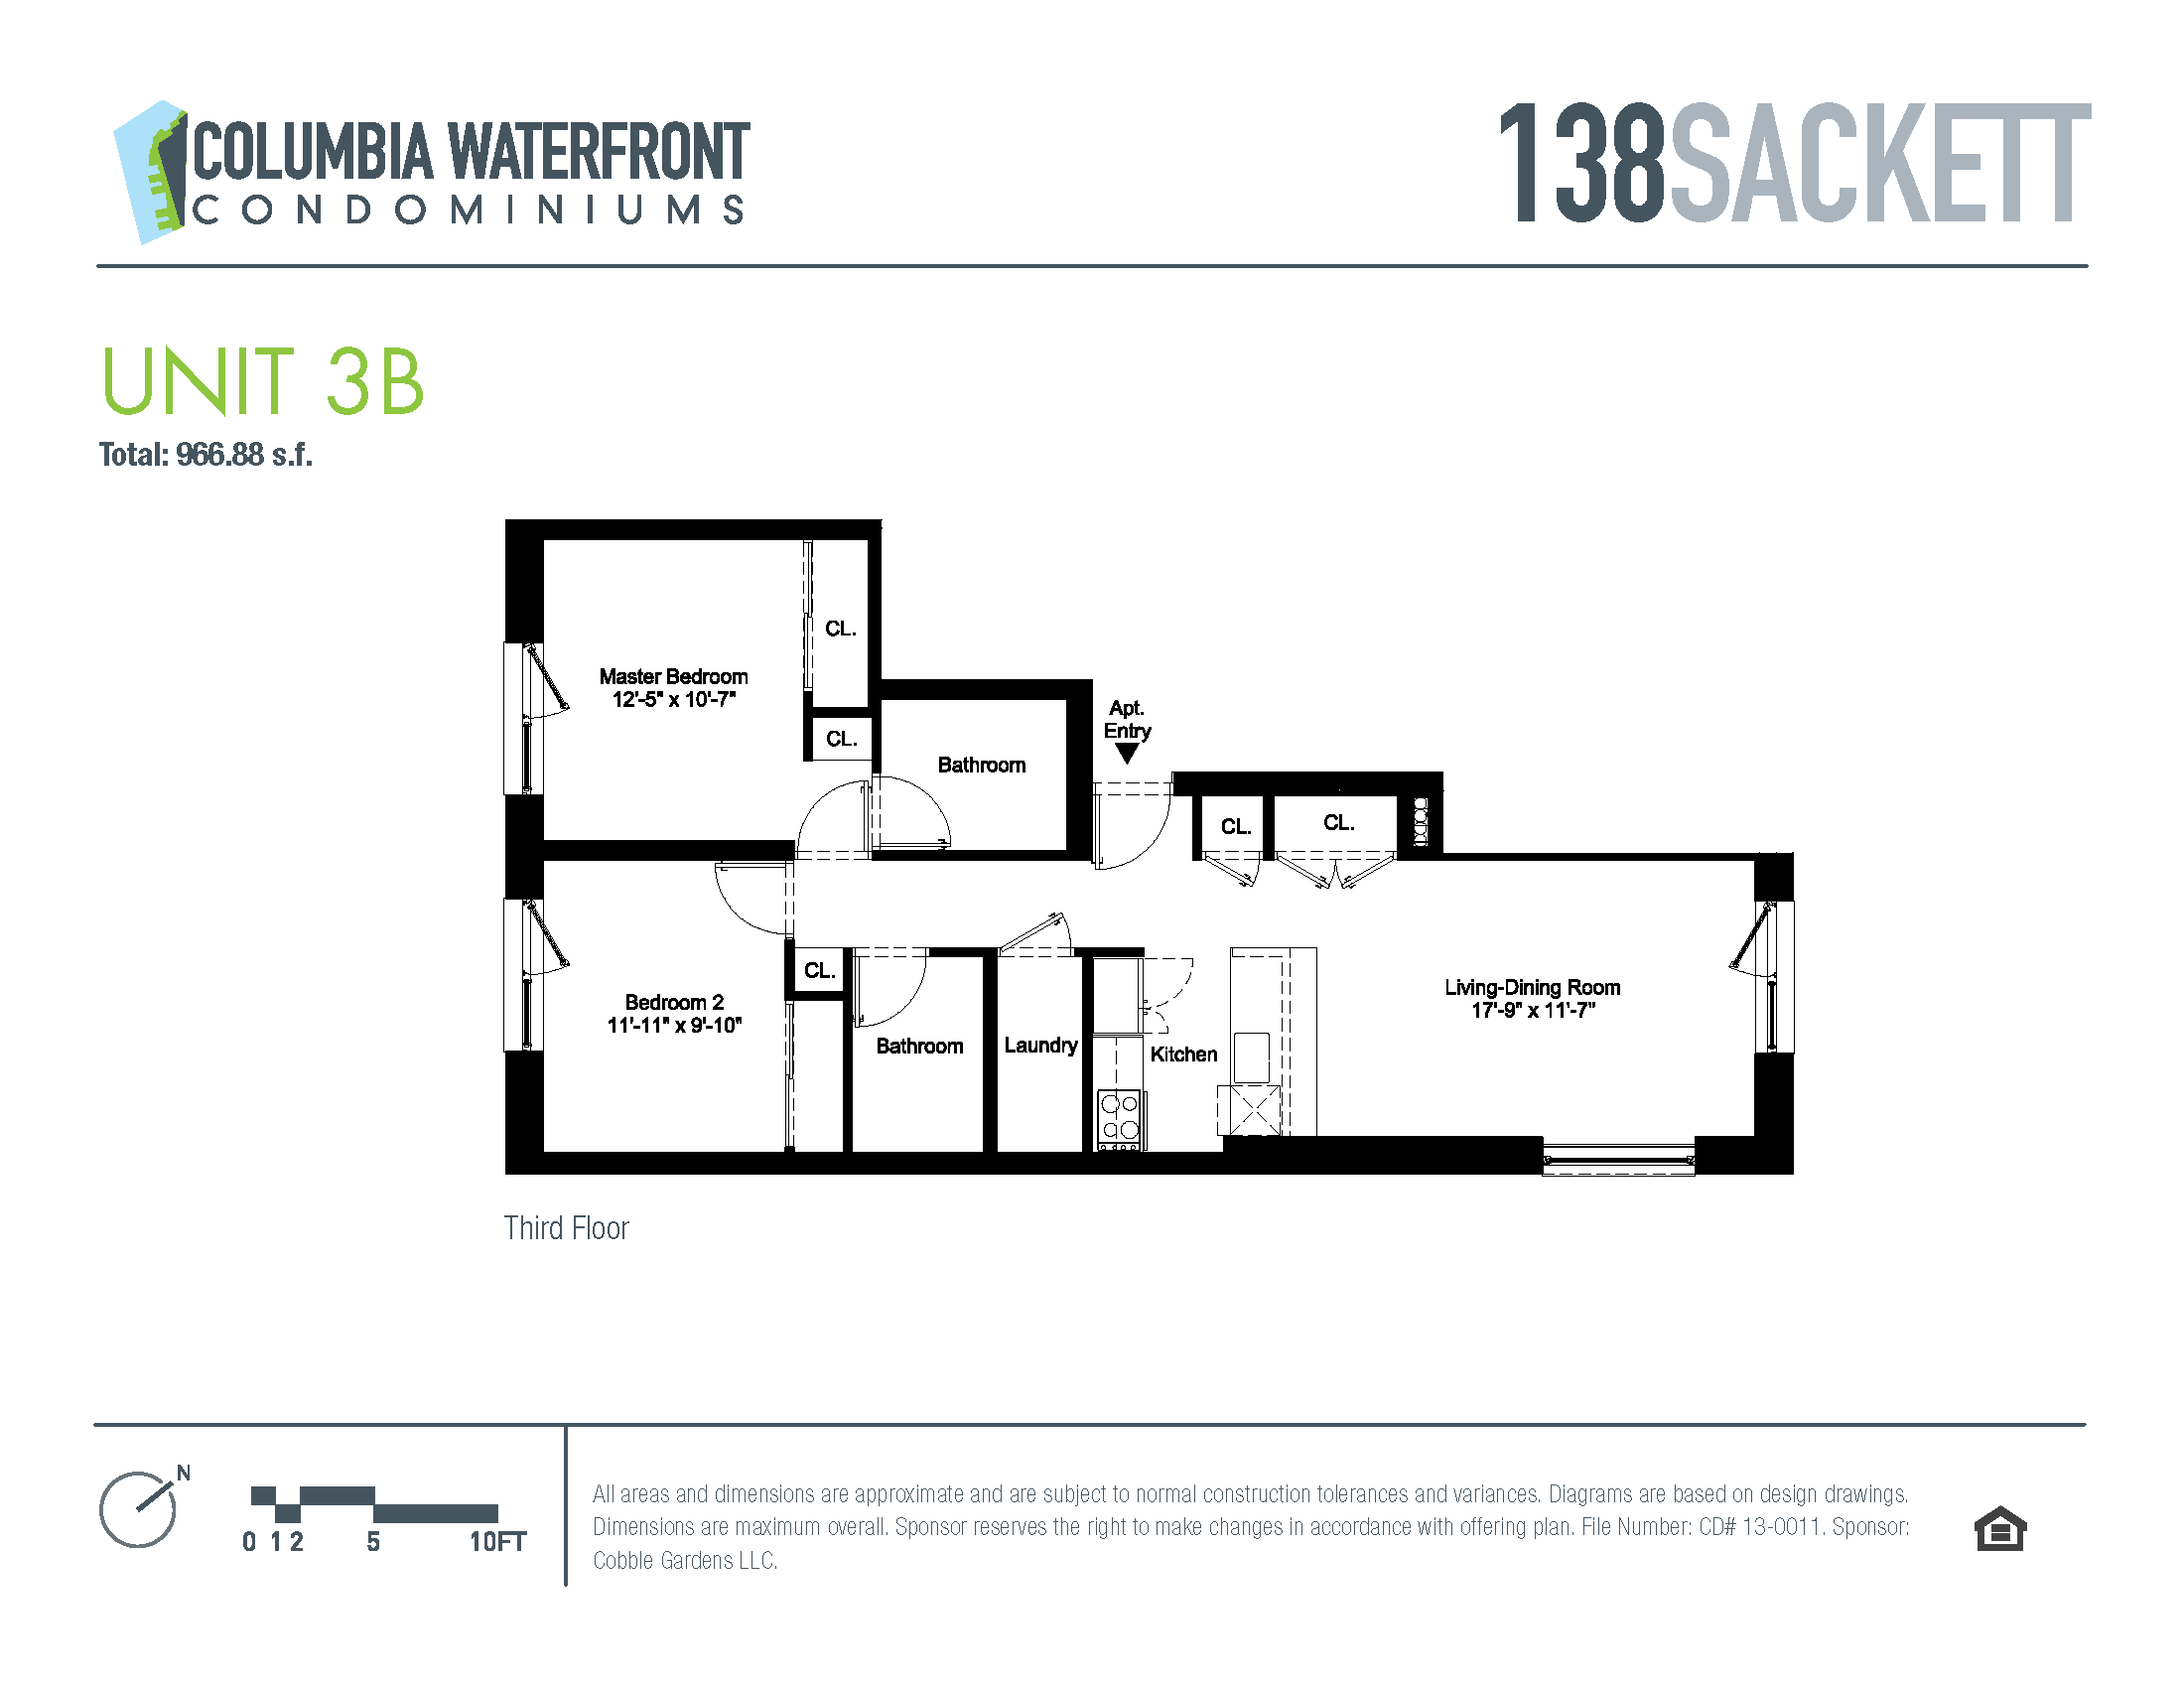 COLUMBIA WATERFRONT
CONDOMINIUMS
138SACKETT
UNIT 3B
Total: 966.88 s.f.
CL.
Master Bedroom
12'-5" x 10'-7"
CL.
Bathroom
Apt.
Entry
CL.
CL.
CL.
Bedroom 2
11'-11" x 9'-10"
Bathroom
Laundry
Kitchen
Living-Dining Room
17'-9" x 11'-7"
Third Floor
N
0 1 2 5 10FT
All areas and dimensions are approximate and are subject to normal construction tolerances and variances. Diagrams are based on design drawings.
Dimensions are maximum overall. Sponsor reserves the right to make changes in accordance with offering plan. File Number: CD# 13-0011. Sponsor:
Cobble Gardens LLC.